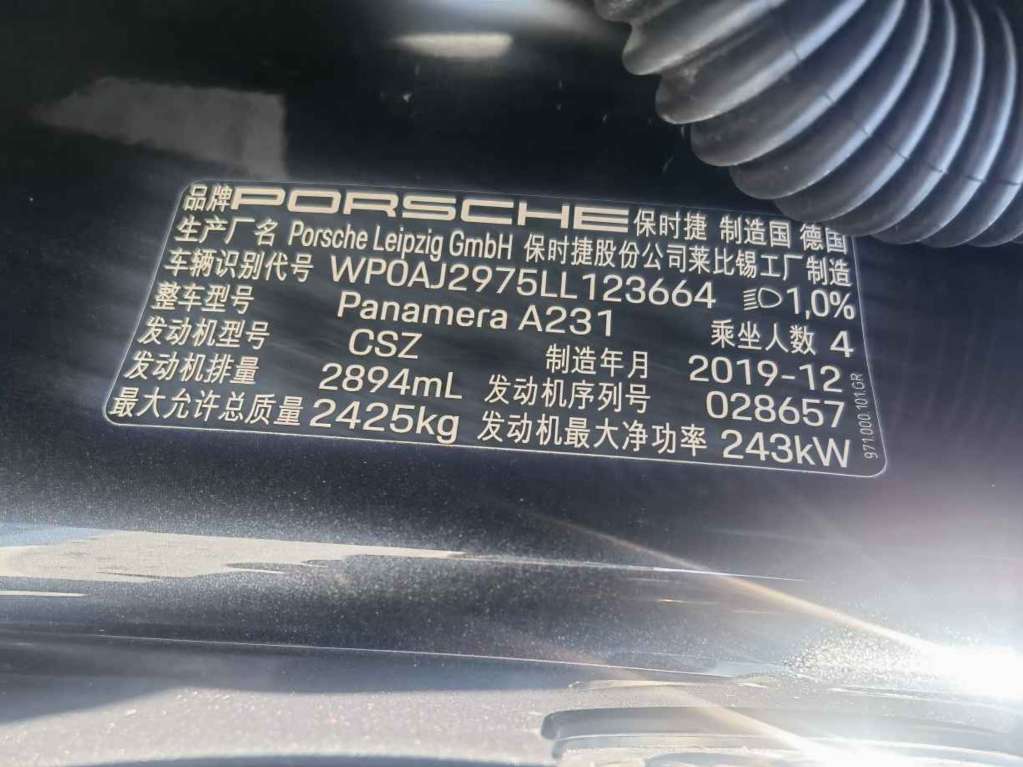 品牌 PORSCHE 保时捷 制造国 德国
生产厂名 Porsche Leipzig GmbH 保时捷股份公司莱比锡工厂制造
车辆识别代号 WP0AJ2975LL123664 1,0%
整车型号 Panamera A231 乘坐人数 4
发动机型号 CSZ 制造年月 2019-12
发动机排量 2894mL 发动机序列号 028657
最大允许总质量 2425kg 发动机最大净功率 243kW
971.000.101.GR